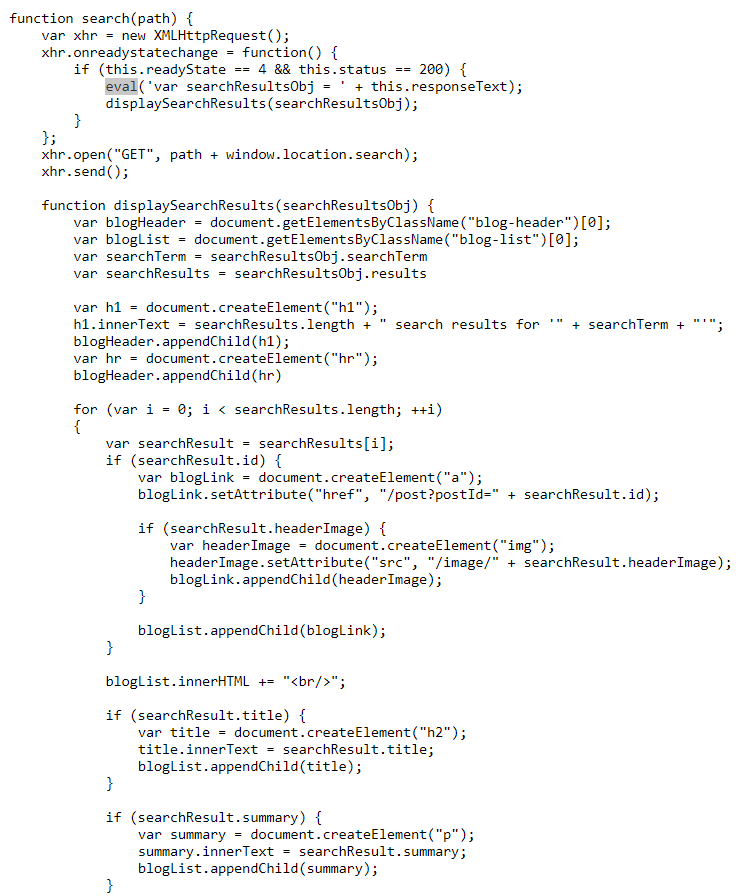 function search(path) {
    var xhr = new XMLHttpRequest();
    xhr.onreadystatechange = function() {
        if (this.readyState == 4 && this.status == 200) {
            eval('var searchResultsObj = ' + this.responseText);
            displaySearchResults(searchResultsObj);
        }
    };
    xhr.open("GET", path + window.location.search);
    xhr.send();

    function displaySearchResults(searchResultsObj) {
        var blogHeader = document.getElementsByClassName("blog-header")[0];
        var blogList = document.getElementsByClassName("blog-list")[0];
        var searchTerm = searchResultsObj.searchTerm
        var searchResults = searchResultsObj.results

        var h1 = document.createElement("h1");
        h1.innerText = searchResults.length + " search results for '" + searchTerm + "'";
        blogHeader.appendChild(h1);
        var hr = document.createElement("hr");
        blogHeader.appendChild(hr)

        for (var i = 0; i < searchResults.length; ++i)
        {
            var searchResult = searchResults[i];
            if (searchResult.id) {
                var blogLink = document.createElement("a");
                blogLink.setAttribute("href", "/post?postId=" + searchResult.id);

                if (searchResult.headerImage) {
                    var headerImage = document.createElement("img");
                    headerImage.setAttribute("src", "/image/" + searchResult.headerImage);
                    blogLink.appendChild(headerImage);
                }

                blogList.appendChild(blogLink);
            }

            blogList.innerHTML += "<br/>";

            if (searchResult.title) {
                var title = document.createElement("h2");
                title.innerText = searchResult.title;
                blogList.appendChild(title);
            }

            if (searchResult.summary) {
                var summary = document.createElement("p");
                summary.innerText = searchResult.summary;
                blogList.appendChild(summary);
            }